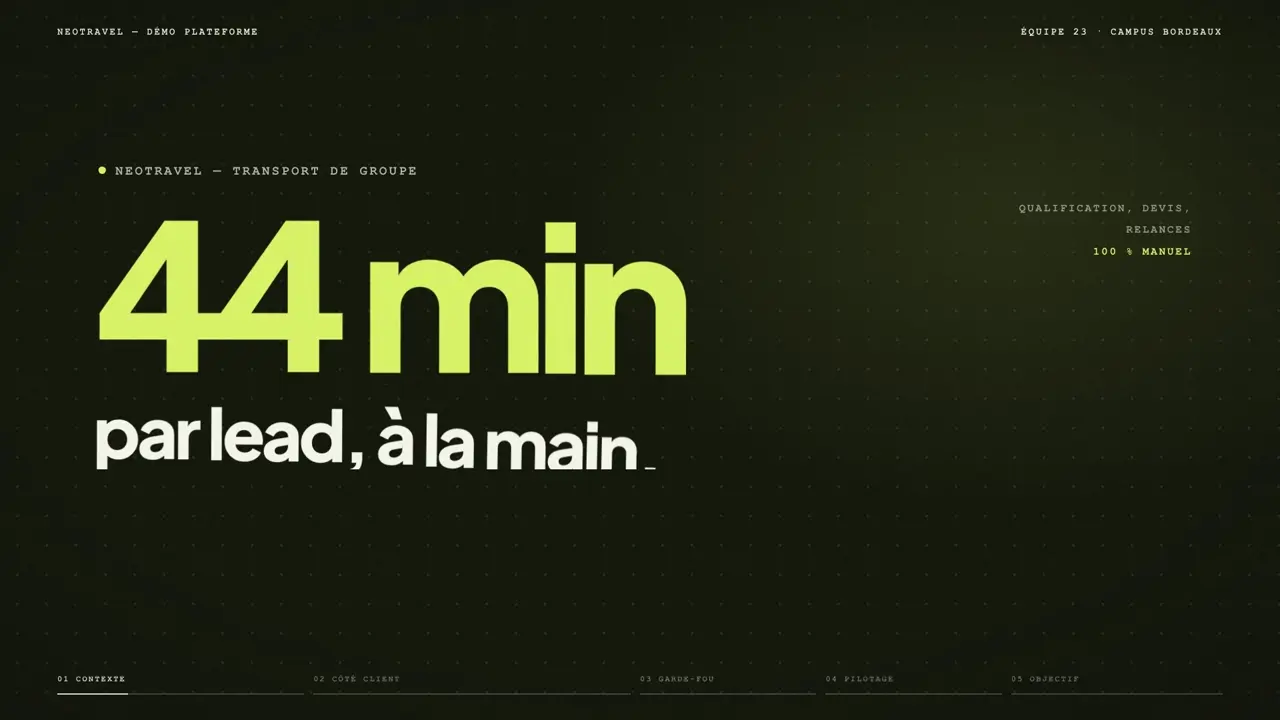 NEOTRAVEL — DÉMO PLATEFORME
ÉQUIPE 23 · CAMPUS BORDEAUX
NEOTRAVEL — TRANSPORT DE GROUPE
44 min
par lead, à la main.
QUALIFICATION, DEVIS,
RELANCES
100 % MANUEL
01 CONTEXTE
02 CÔTÉ CLIENT
03 GARDE-FOU
04 PILOTAGE
05 OBJECTIF